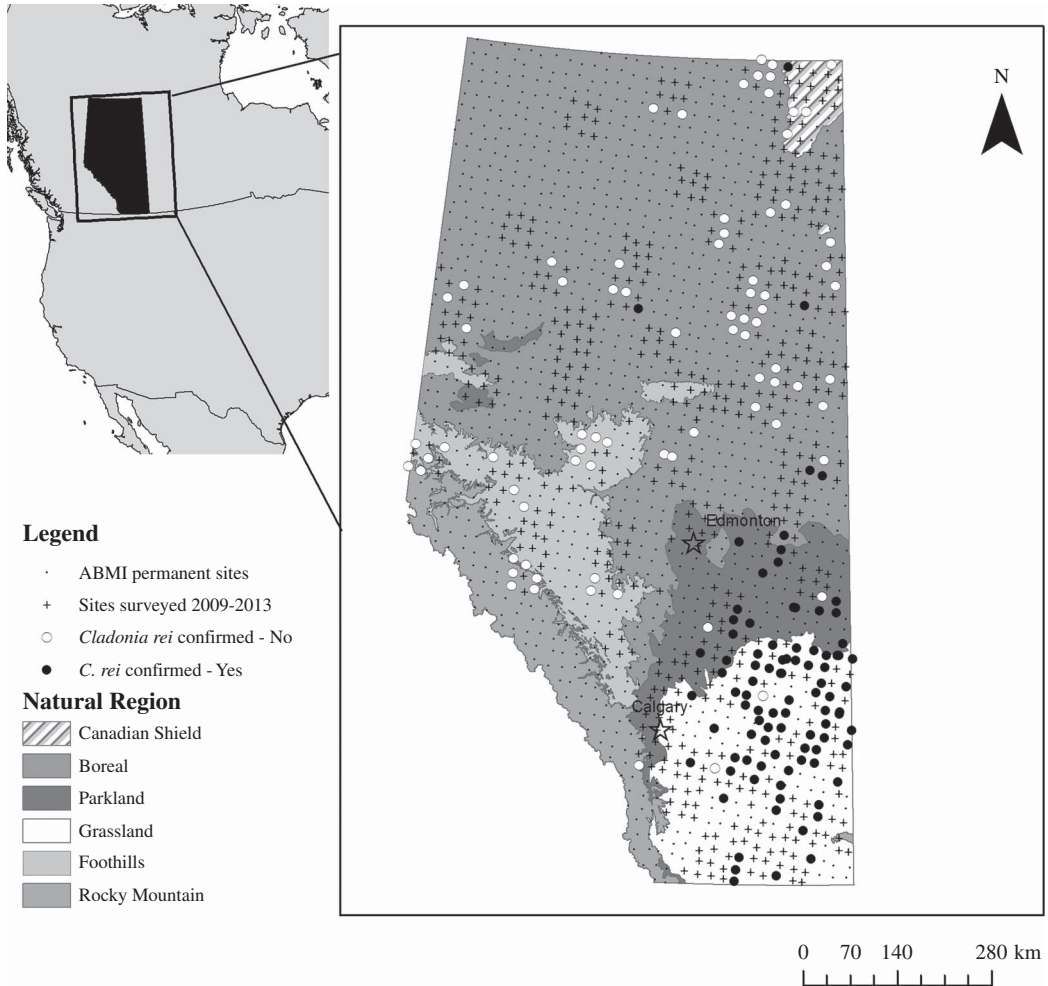 N
Edmonton
Calgary
Legend
ABMI permanent sites
Sites surveyed 2009-2013
Cladonia rei confirmed - No
C. rei confirmed - Yes
Natural Region
Canadian Shield
Boreal
Parkland
Grassland
Foothills
Rocky Mountain
0 70 140 280 km